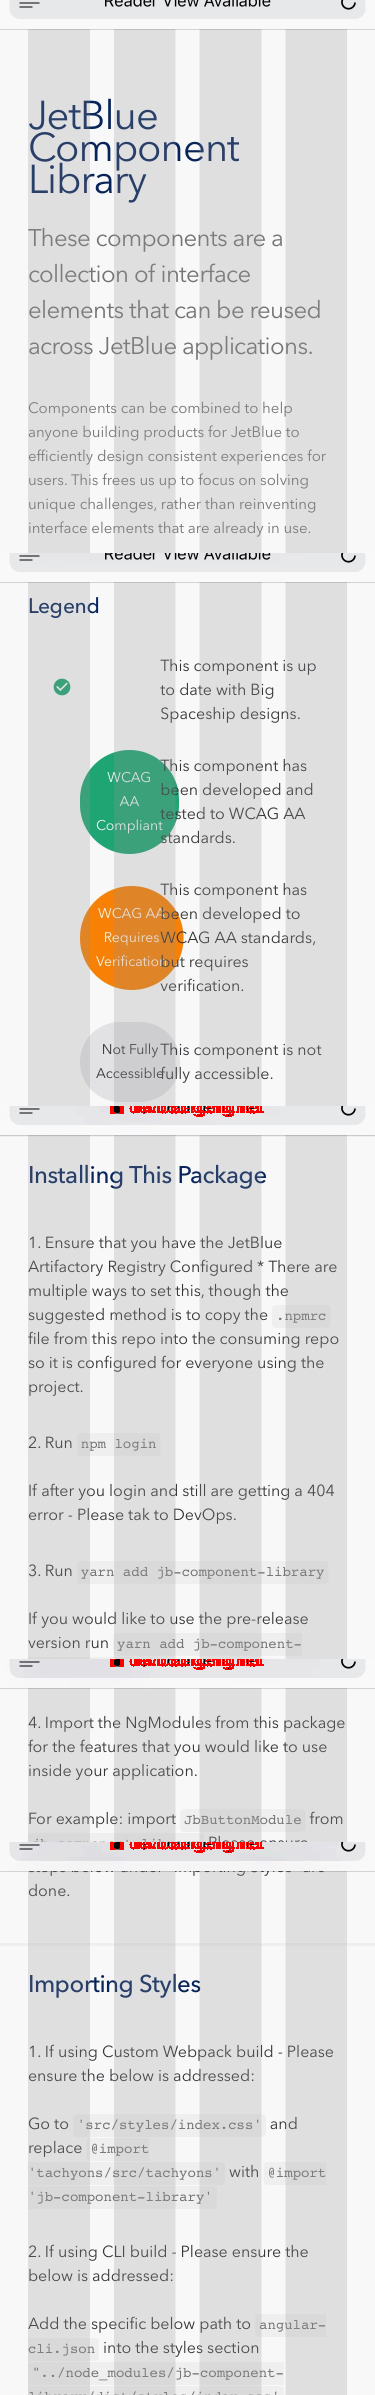 Reader View Available
JetBlue
Component
Library
These components are a
collection of interface
elements that can be reused
across JetBlue applications.
Components can be combined to help
anyone building products for JetBlue to
efficiently design consistent experiences for
users. This frees us up to focus on solving
unique challenges, rather than reinventing
interface elements that are already in use.
Reader View Available
Legend
This component is up
to date with Big
Spaceship designs.
WCAG
AA
Compliant
This component has
been developed and
tested to WCAG AA
standards.
WCAG AA
Requires
Verification
This component has
been developed to
WCAG AA standards,
but requires
verification.
Not Fully
Accessible
This component is not
fully accessible.
Installing This Package
1. Ensure that you have the JetBlue
Artifactory Registry Configured * There are
multiple ways to set this, though the
suggested method is to copy the .npmrc
file from this repo into the consuming repo
so it is configured for everyone using the
project.
2. Run npm login
If after you login and still are getting a 404
error - Please tak to DevOps.
3. Run yarn add jb-component-library
If you would like to use the pre-release
version run yarn add jb-component-
4. Import the NgModules from this package
for the features that you would like to use
inside your application.
For example: import JbButtonModule from
done.
Importing Styles
1. If using Custom Webpack build - Please
ensure the below is addressed:
Go to 'src/styles/index.css' and
replace @import
'tachyons/src/tachyons' with @import
'jb-component-library'
2. If using CLI build - Please ensure the
below is addressed:
Add the specific below path to angular-
cli.json into the styles section
"../node_modules/jb-component-